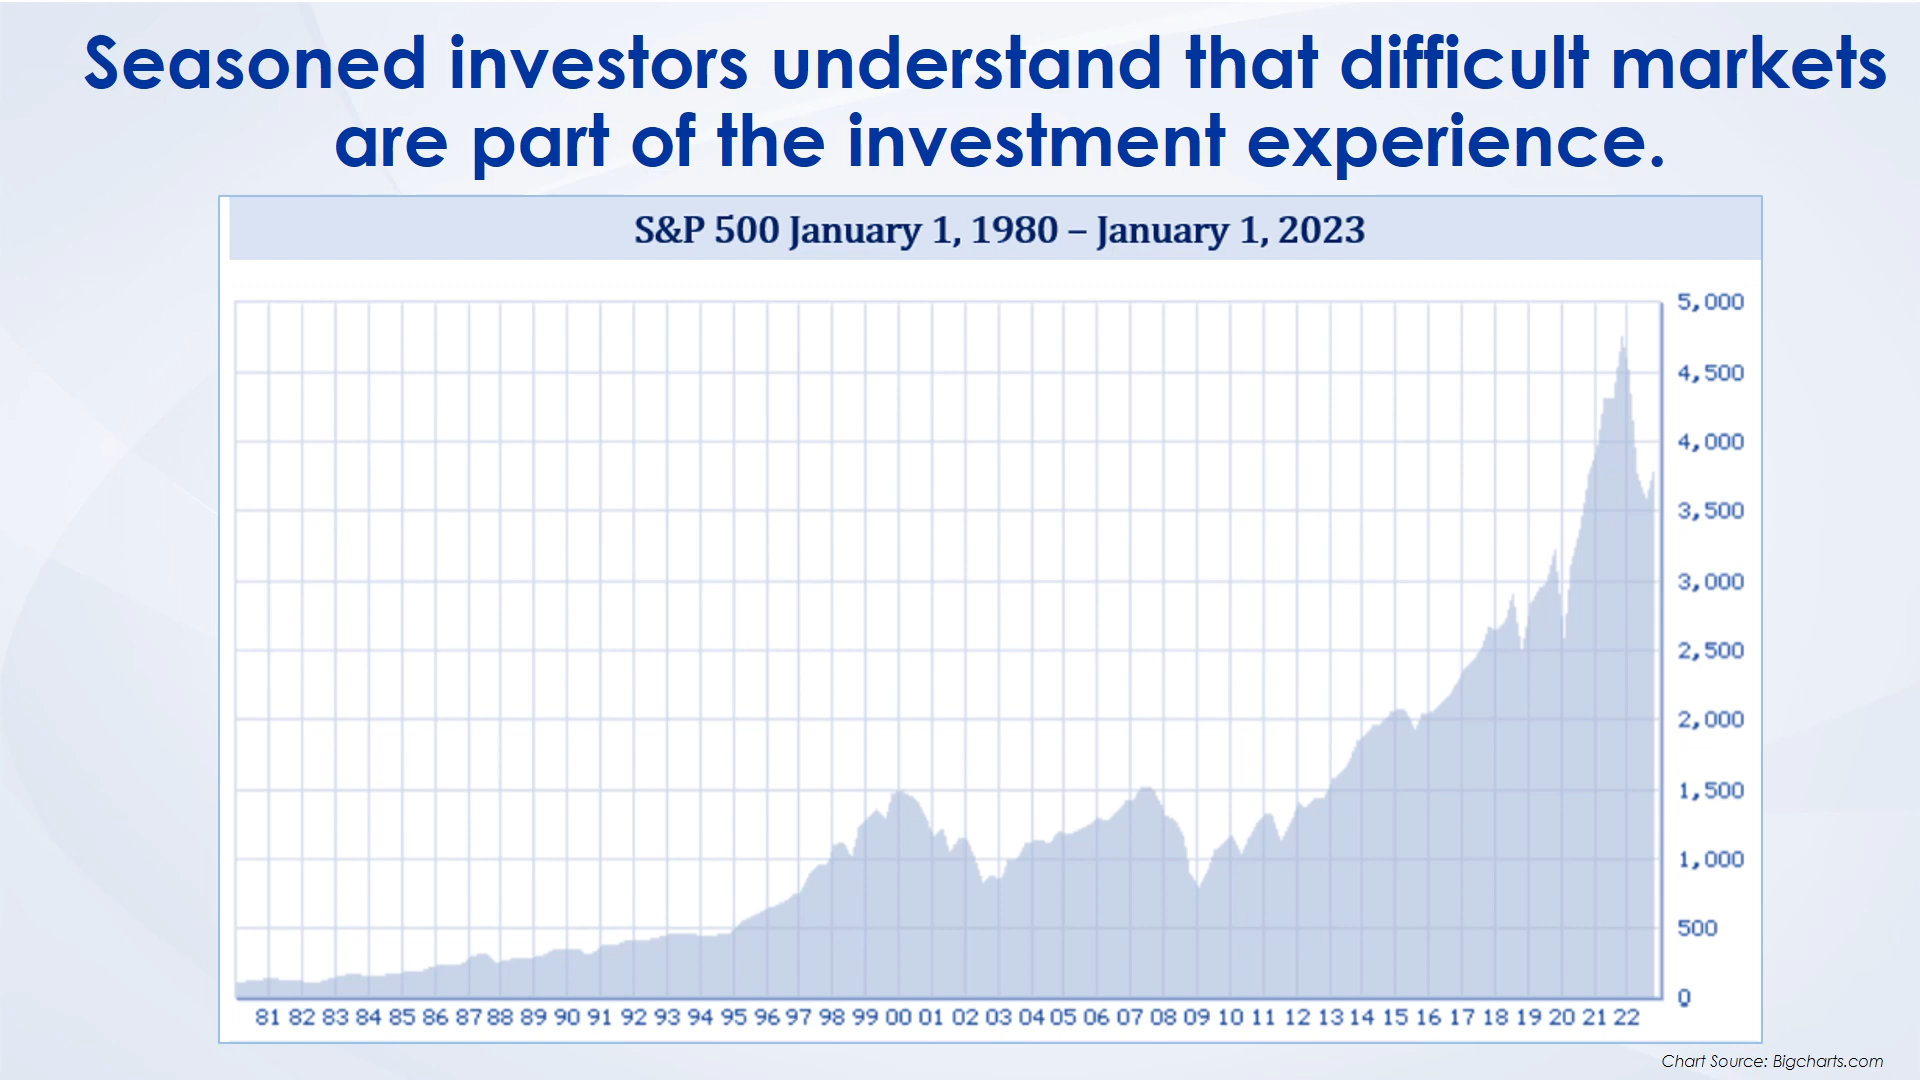 Seasoned investors understand that difficult markets
are part of the investment experience.
S&P 500 January 1, 1980 – January 1, 2023
5,000
4,500
4,000
3,500
3,000
2,500
2,000
1,500
1,000
500
0
81 82 83 84 85 86 87 88 89 90 91 92 93 94 95 96 97 98 99 00 01 02 03 04 05 06 07 08 09 10 11 12 13 14 15 16 17 18 19 20 21 22
Chart Source: Bigcharts.com